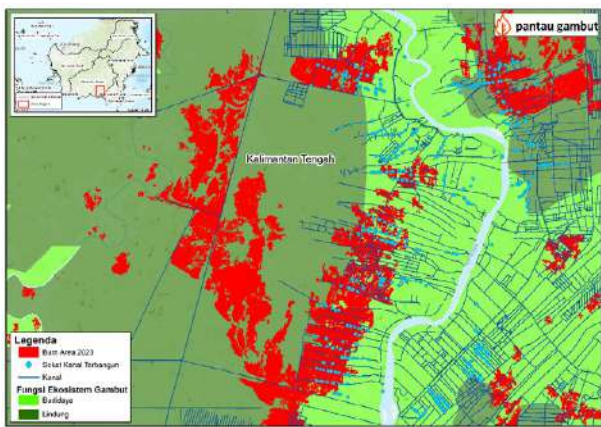 pantau gambut
Kalimantan Tengah
Legenda
Burn Area 2023
Sekat Kanal Terbangun
Kanal
Fungsi Ekosistem Gambut
Budidaya
Lindung